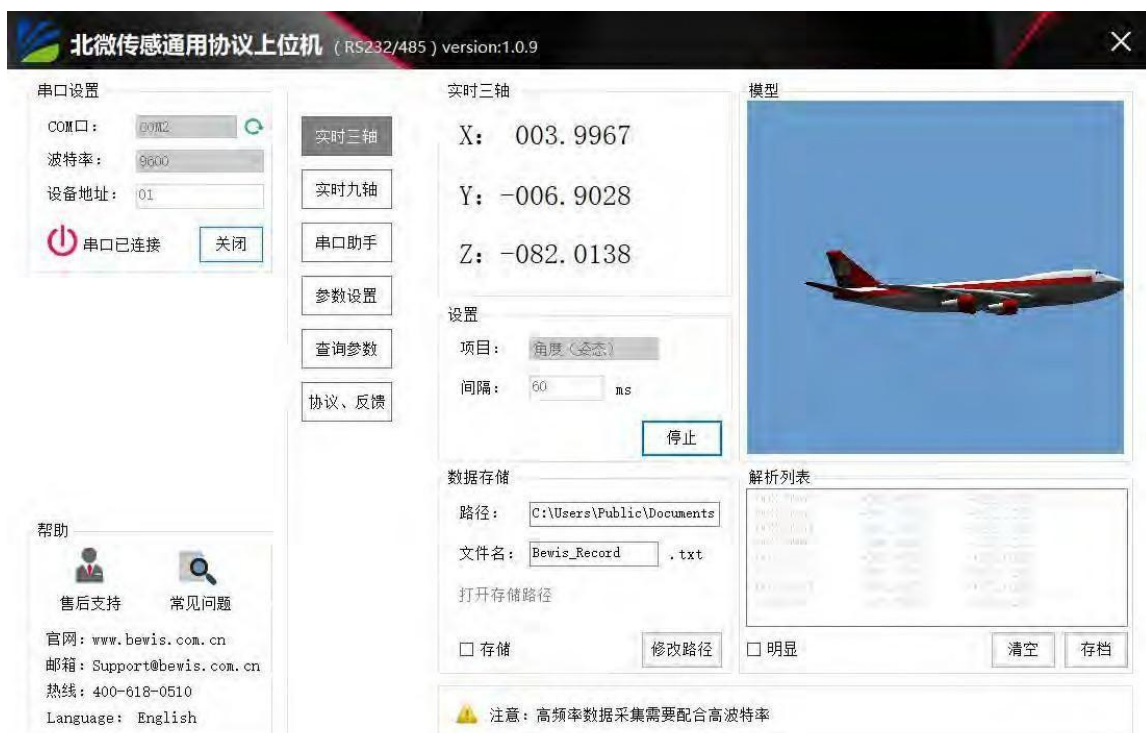 北微传感通用协议上位机（RS232/485）version:1.0.9
串口设置
COM口： COM2
波特率： 9600
设备地址： 01
串口已连接 关闭
实时三轴
实时九轴
串口助手
参数设置
查询参数
协议、反馈
实时三轴
X： 003.9967
Y：-006.9028
Z：-082.0138
设置
项目： 角度（姿态）
间隔： 60 ms
停止
数据存储
路径： C:\Users\Public\Documents
文件名： Bewis_Record .txt
打开存储路径
存储 修改路径
模型
解析列表
明显 清空 存档
注意：高频率数据采集需要配合高波特率
帮助
售后支持 常见问题
官网：www.bewis.com.cn
邮箱：Support@bewis.com.cn
热线：400-618-0510
Language： English